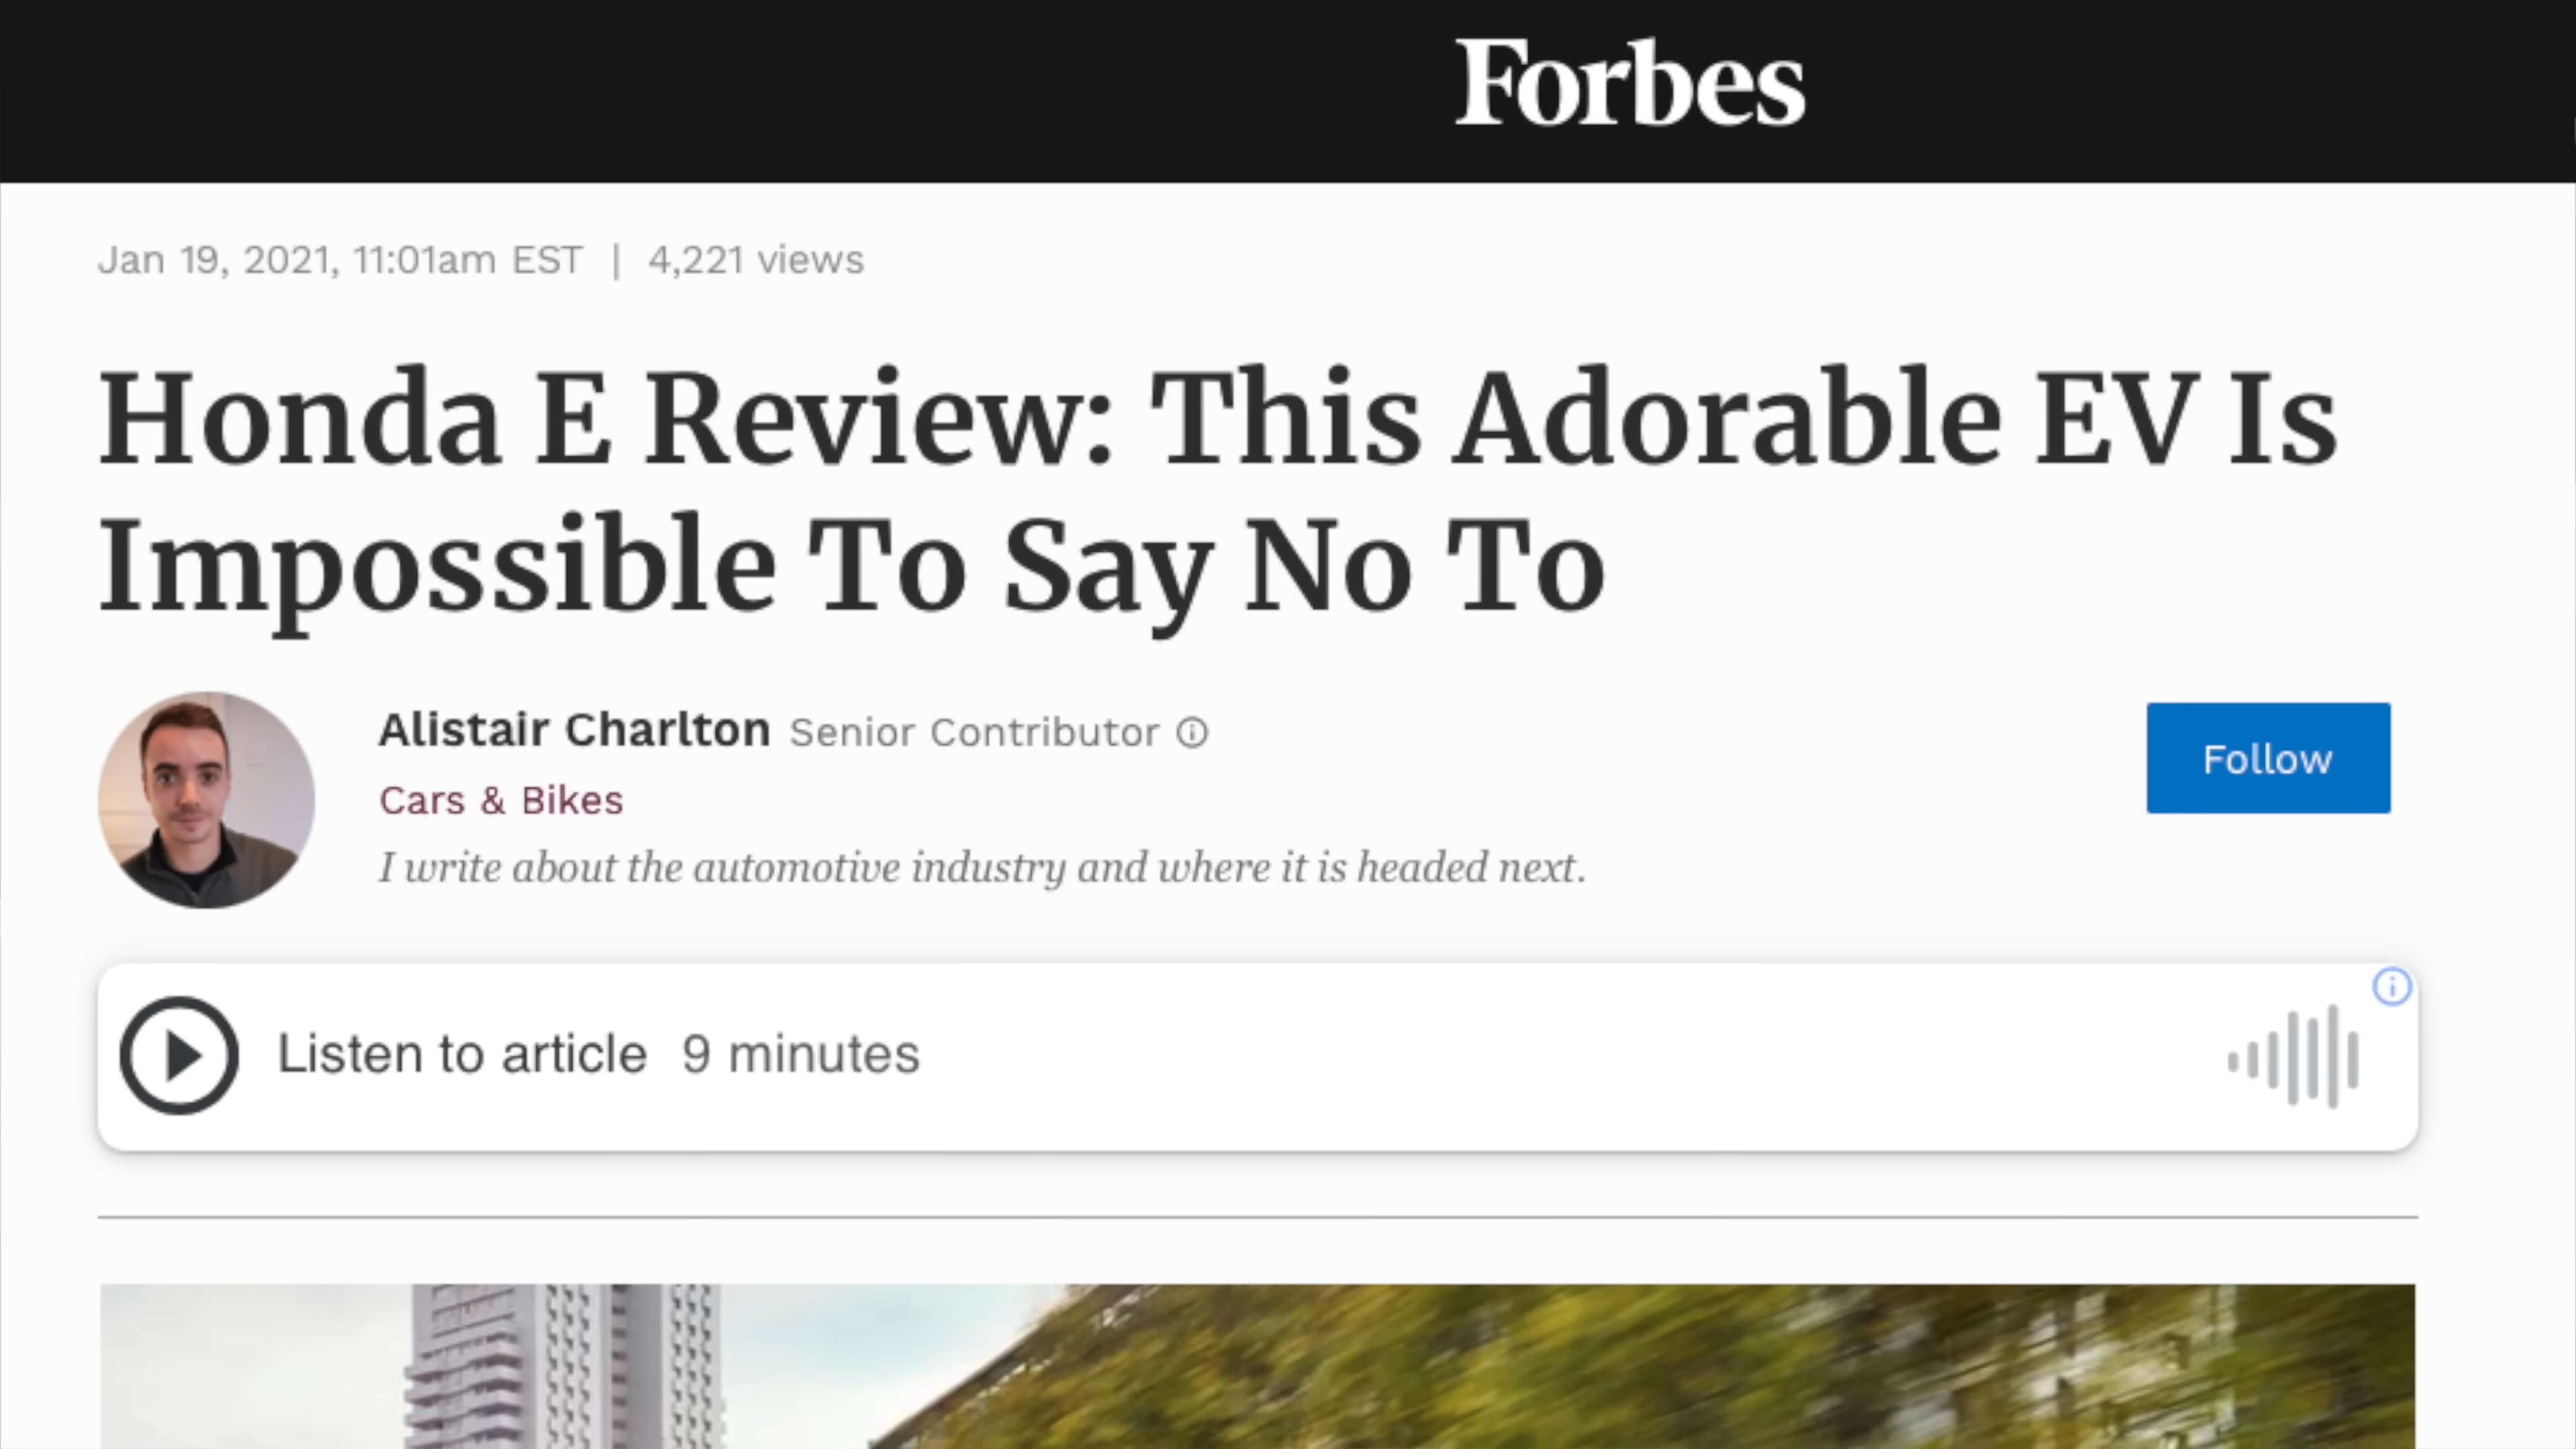 Forbes
Jan 19, 2021, 11:01am EST | 4,221 views
Honda E Review: This Adorable EV Is
Impossible To Say No To
Alistair Charlton Senior Contributor
Cars & Bikes
I write about the automotive industry and where it is headed next.
Follow
Listen to article 9 minutes